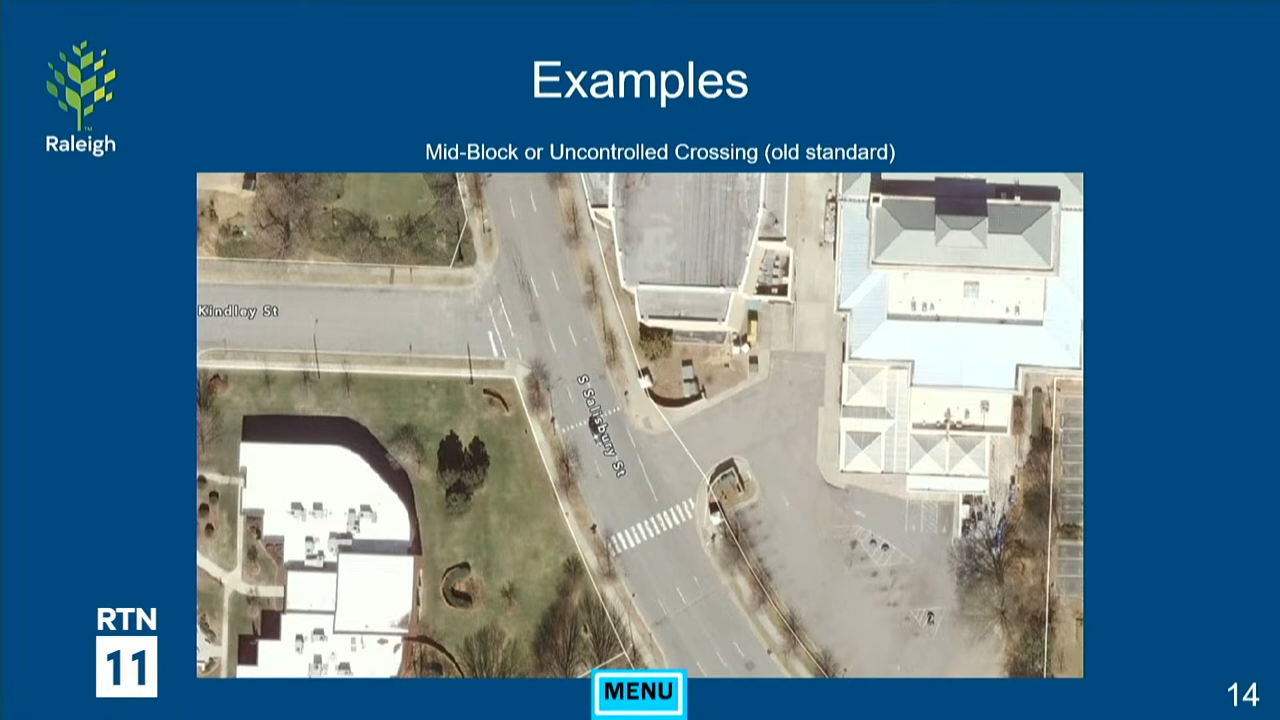 Examples
Raleigh
Mid-Block or Uncontrolled Crossing (old standard)
Kindley St
S Salisbury St
RTN
11
MENU
14